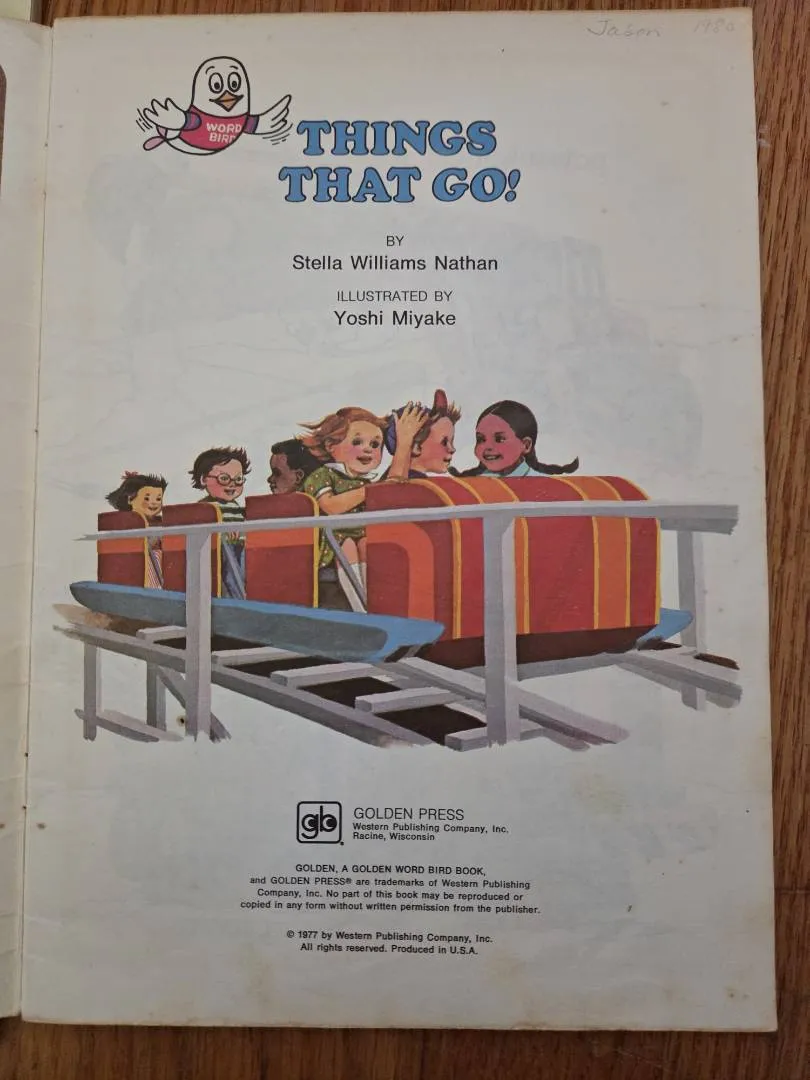 Jason 1980
WORD
BIRD
THINGS
THAT GO!
BY
Stella Williams Nathan
ILLUSTRATED BY
Yoshi Miyake
gb
GOLDEN PRESS
Western Publishing Company, Inc.
Racine, Wisconsin
GOLDEN, A GOLDEN WORD BIRD BOOK,
and GOLDEN PRESS® are trademarks of Western Publishing
Company, Inc. No part of this book may be reproduced or
copied in any form without written permission from the publisher.
© 1977 by Western Publishing Company, Inc.
All rights reserved. Produced in U.S.A.